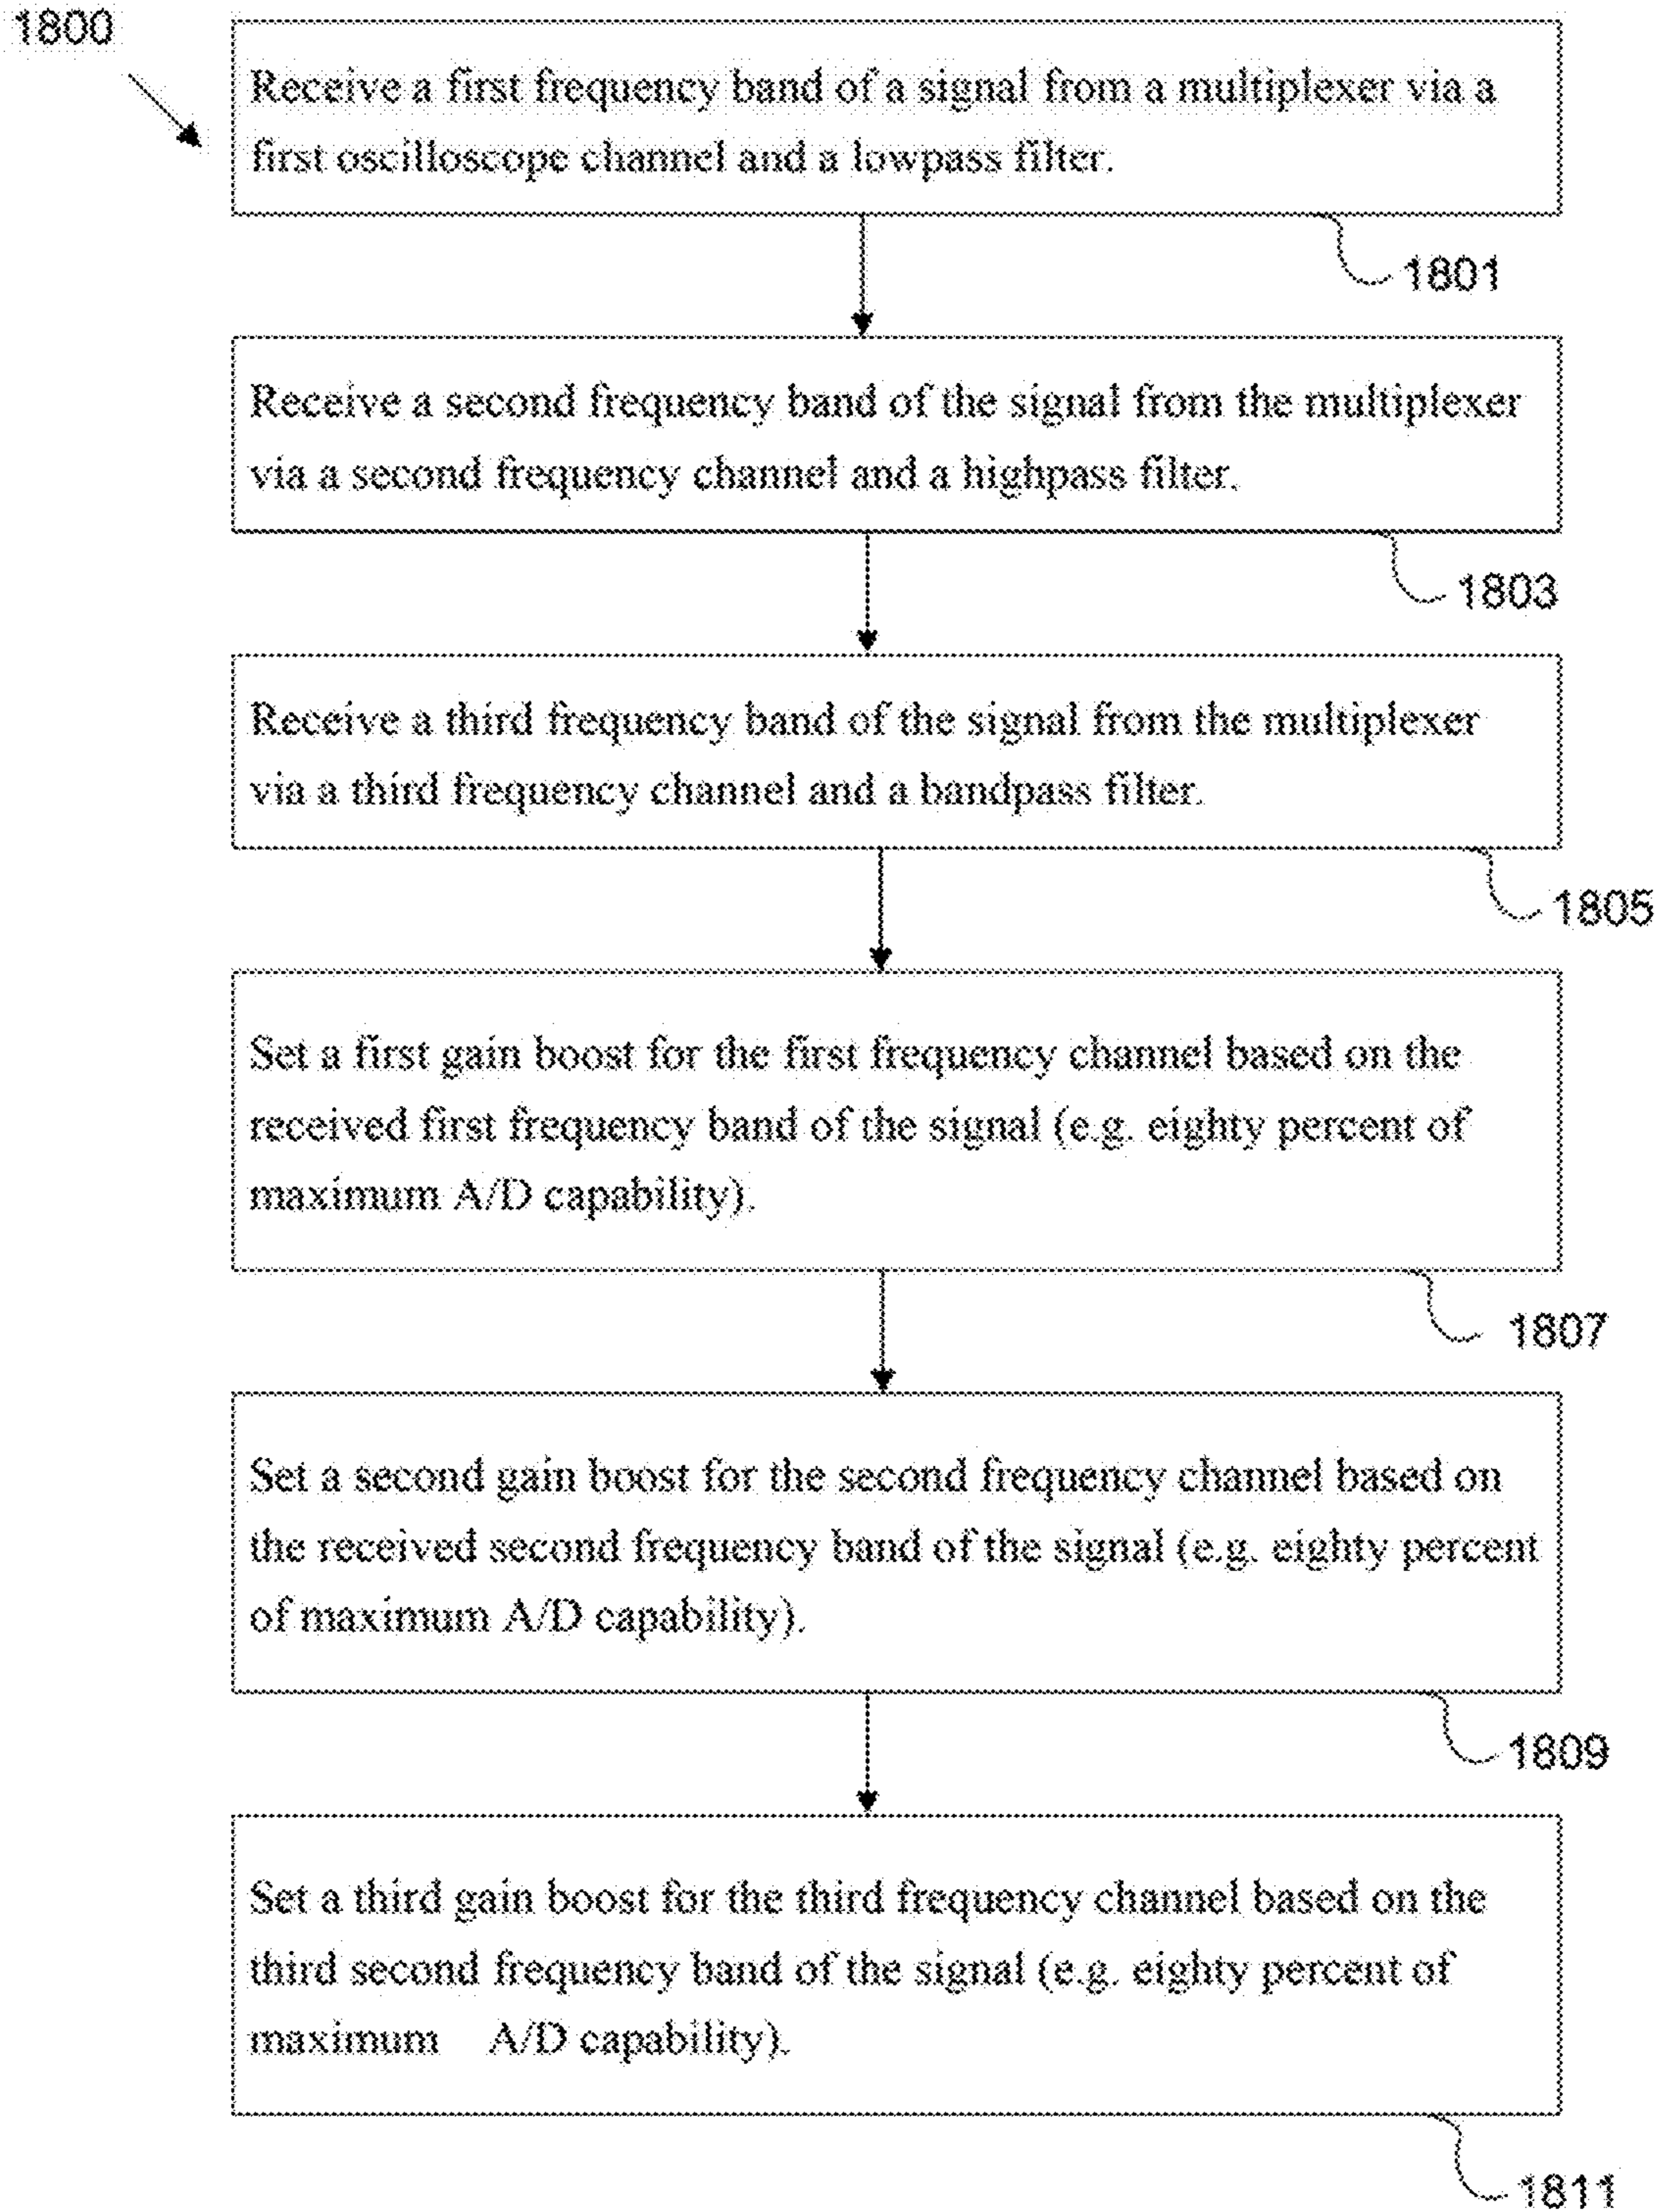 1800
Receive a first frequency band of a signal from a multiplexer via a
first oscilloscope channel and a lowpass filter.
1801
Receive a second frequency band of the signal from the multiplexer
via a second frequency channel and a highpass filter.
1803
Receive a third frequency band of the signal from the multiplexer
via a third frequency channel and a bandpass filter.
1805
Set a first gain boost for the first frequency channel based on the
received first frequency band of the signal (e.g. eighty percent of
maximum A/D capability).
1807
Set a second gain boost for the second frequency channel based on
the received second frequency band of the signal (e.g. eighty percent
of maximum A/D capability).
1809
Set a third gain boost for the third frequency channel based on the
third second frequency band of the signal (e.g. eighty percent of
maximum A/D capability).
1811